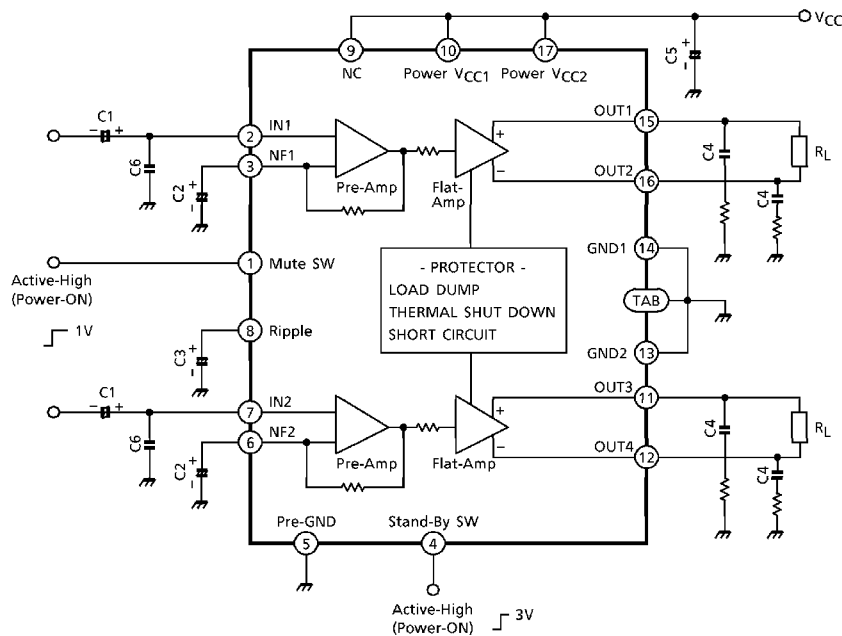 VCC
9
10
17
C5
+
-
NC
Power VCC1
Power VCC2
C1
- +
2
IN1
OUT1
15
C6
3
NF1
+
C4
RL
C2
+
-
Pre-Amp
Flat-Amp
-
OUT2
16
C4
1
Mute SW
GND1
14
Active-High
(Power-ON)
- PROTECTOR -
LOAD DUMP
THERMAL SHUT DOWN
SHORT CIRCUIT
TAB
1V
8
Ripple
C3
+
-
GND2
13
C1
- +
7
IN2
OUT3
11
C6
6
NF2
+
C4
RL
C2
+
-
Pre-Amp
Flat-Amp
-
OUT4
12
C4
Pre-GND
Stand-By SW
5
4
Active-High
(Power-ON)
3V